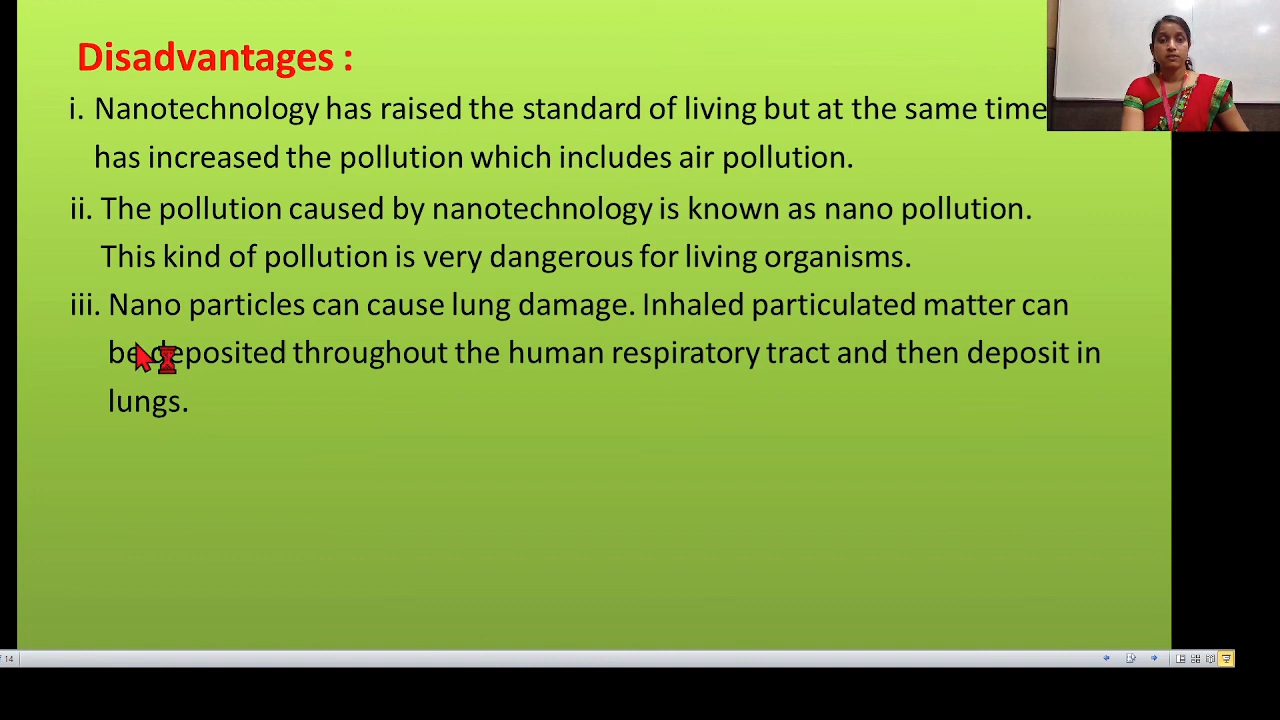 Disadvantages :
i. Nanotechnology has raised the standard of living but at the same time
has increased the pollution which includes air pollution.
ii. The pollution caused by nanotechnology is known as nano pollution.
This kind of pollution is very dangerous for living organisms.
iii. Nano particles can cause lung damage. Inhaled particulated matter can
be deposited throughout the human respiratory tract and then deposit in
lungs.
14